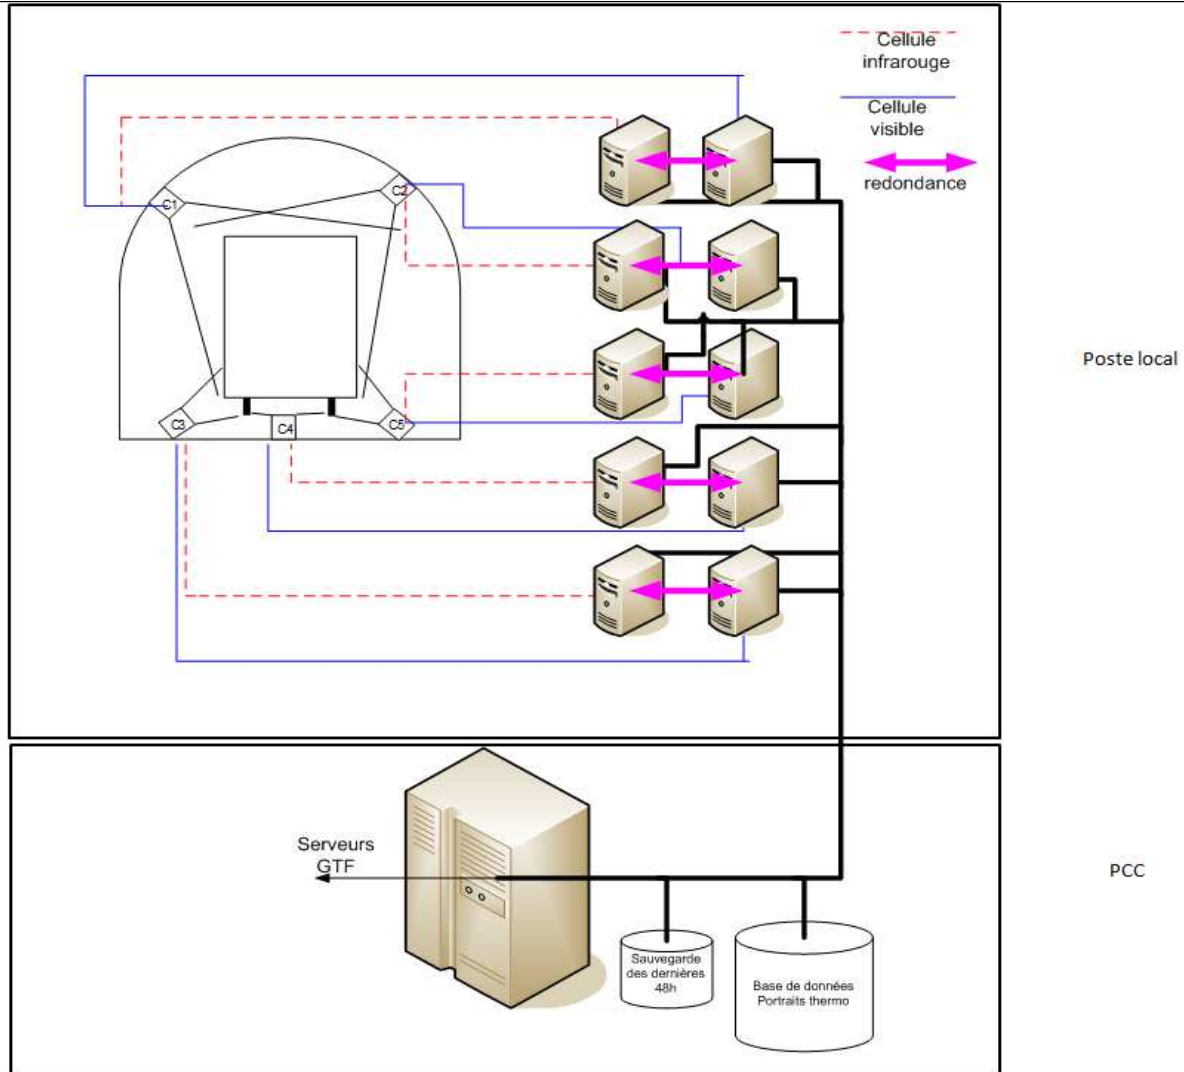 Cellule
infrarouge
Cellule
visible
redondance
C1
C2
C3
C4
C5
Poste local
Serveurs
GTF
Sauvegarde
des dernières
48h
Base de données
Portraits thermo
PCC